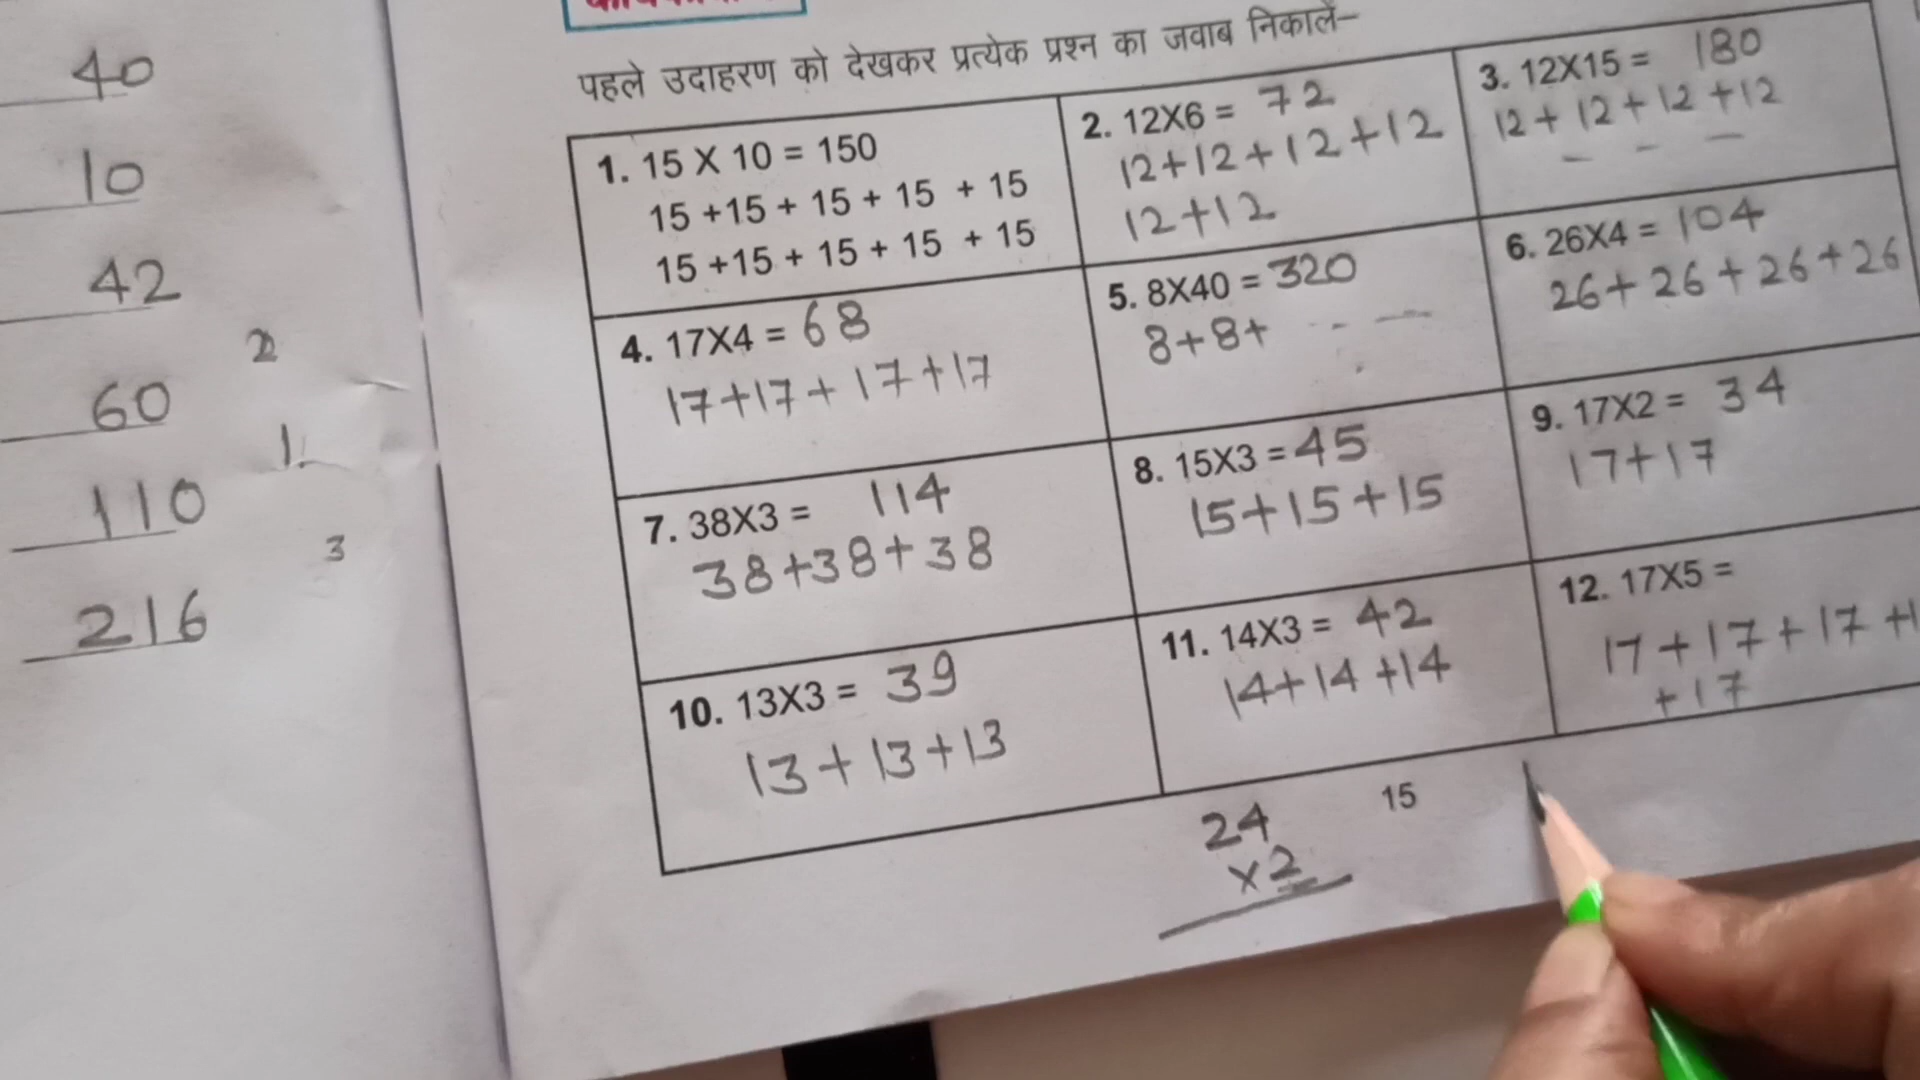 40
10
42
60
110
216
2
1
3
पहले उदाहरण को देखकर प्रत्येक प्रश्न का जवाब निकालें–
1. 15 X 10 = 150
15 +15 + 15 + 15 + 15
15 +15 + 15 + 15 + 15
2. 12X6 = 72
12+12+12+12
12+12
3. 12X15 = 180
12+12+12+12
- - -
4. 17X4 = 68
17+17+17+17
5. 8X40 = 320
8+8+ - - -
6. 26X4 = 104
26+26+26+26
7. 38X3 = 114
38+38+38
8. 15X3 = 45
15+15+15
9. 17X2 = 34
17+17
10. 13X3 = 39
13+13+13
11. 14X3 = 42
14+14+14
12. 17X5 =
17+17+17+1
+17
24
x2
15